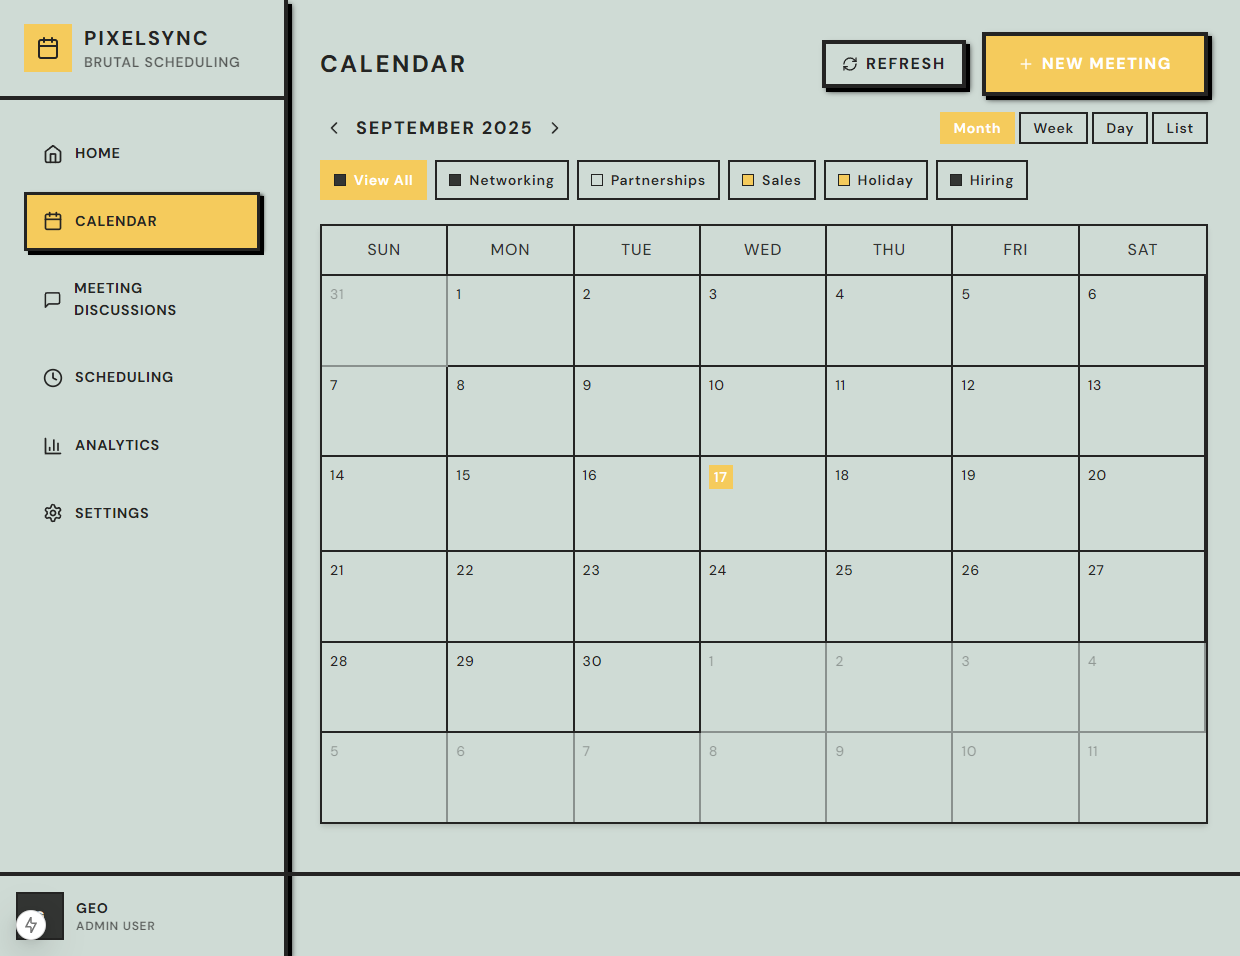 PIXELSYNC
BRUTAL SCHEDULING
HOME
CALENDAR
MEETING
DISCUSSIONS
SCHEDULING
ANALYTICS
SETTINGS
GEO
ADMIN USER
CALENDAR
REFRESH
NEW MEETING
SEPTEMBER 2025
Month Week Day List
View All Networking Partnerships Sales Holiday Hiring
SUN MON TUE WED THU FRI SAT
31 1 2 3 4 5 6
7 8 9 10 11 12 13
14 15 16 17 18 19 20
21 22 23 24 25 26 27
28 29 30 1 2 3 4
5 6 7 8 9 10 11